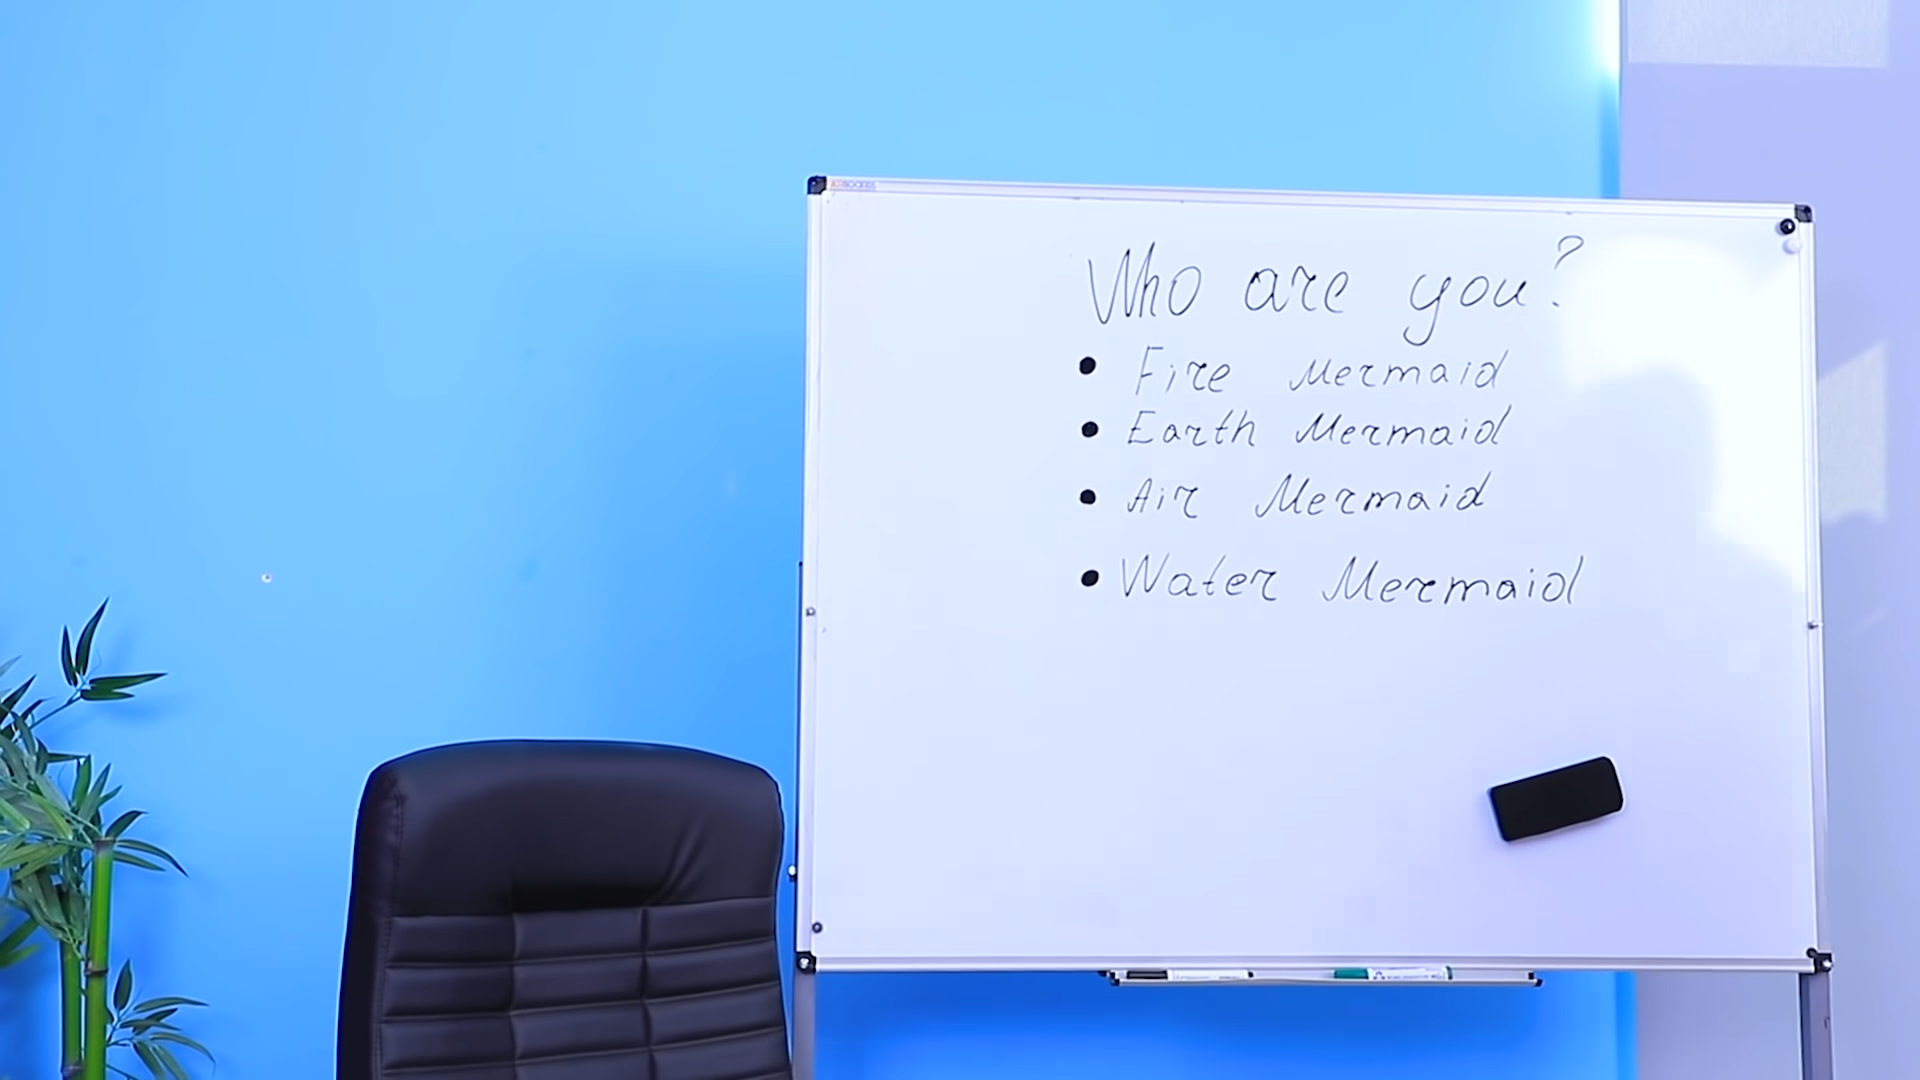 Who are you?
• Fire Mermaid
• Earth Mermaid
• Air Mermaid
• Water Mermaid